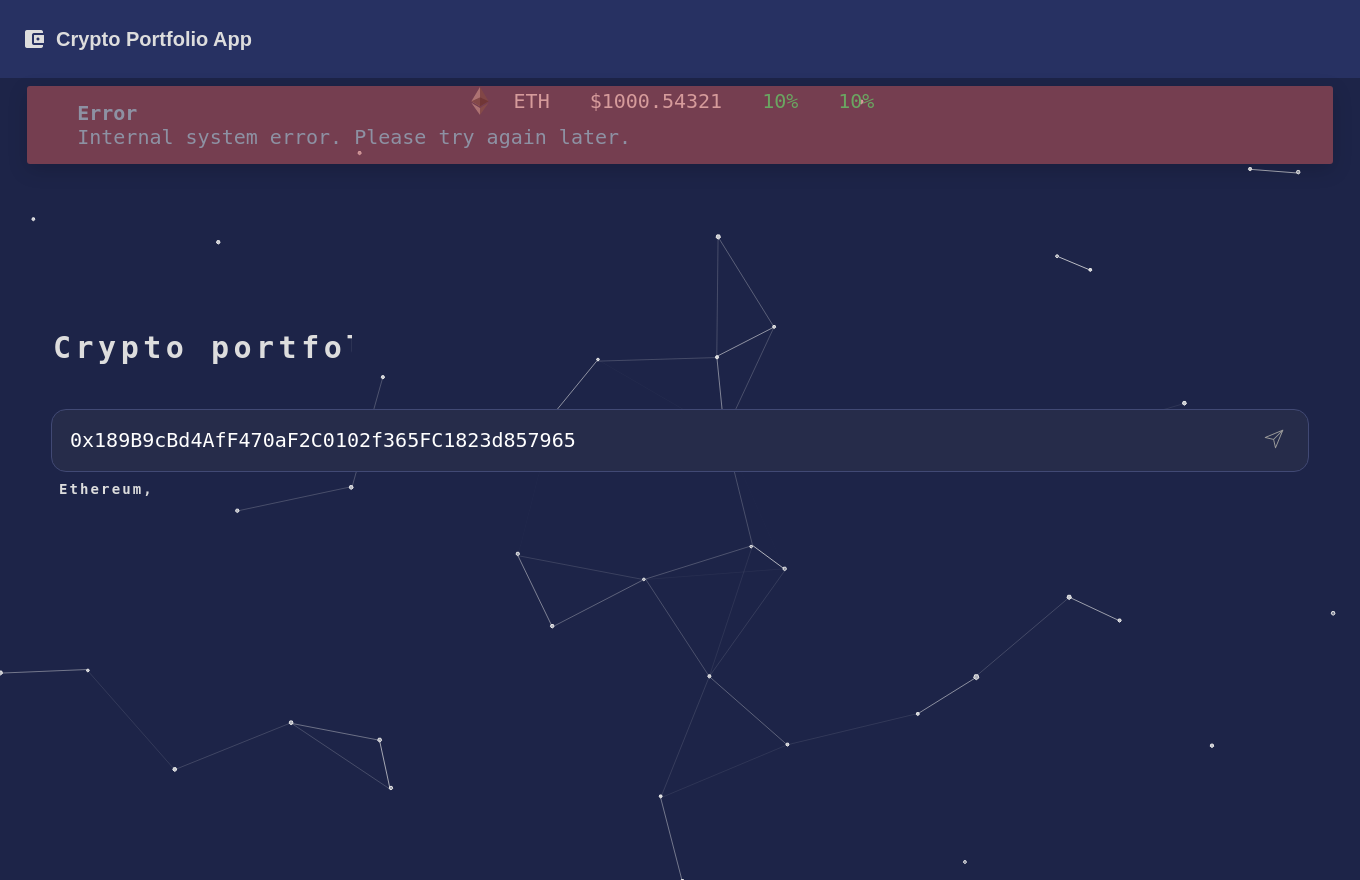 Crypto Portfolio App
ETH $1000.54321 10% 10%
Error
Internal system error. Please try again later.
Crypto portfo
0x189B9cBd4AfF470aF2C0102f365FC1823d857965
Ethereum,